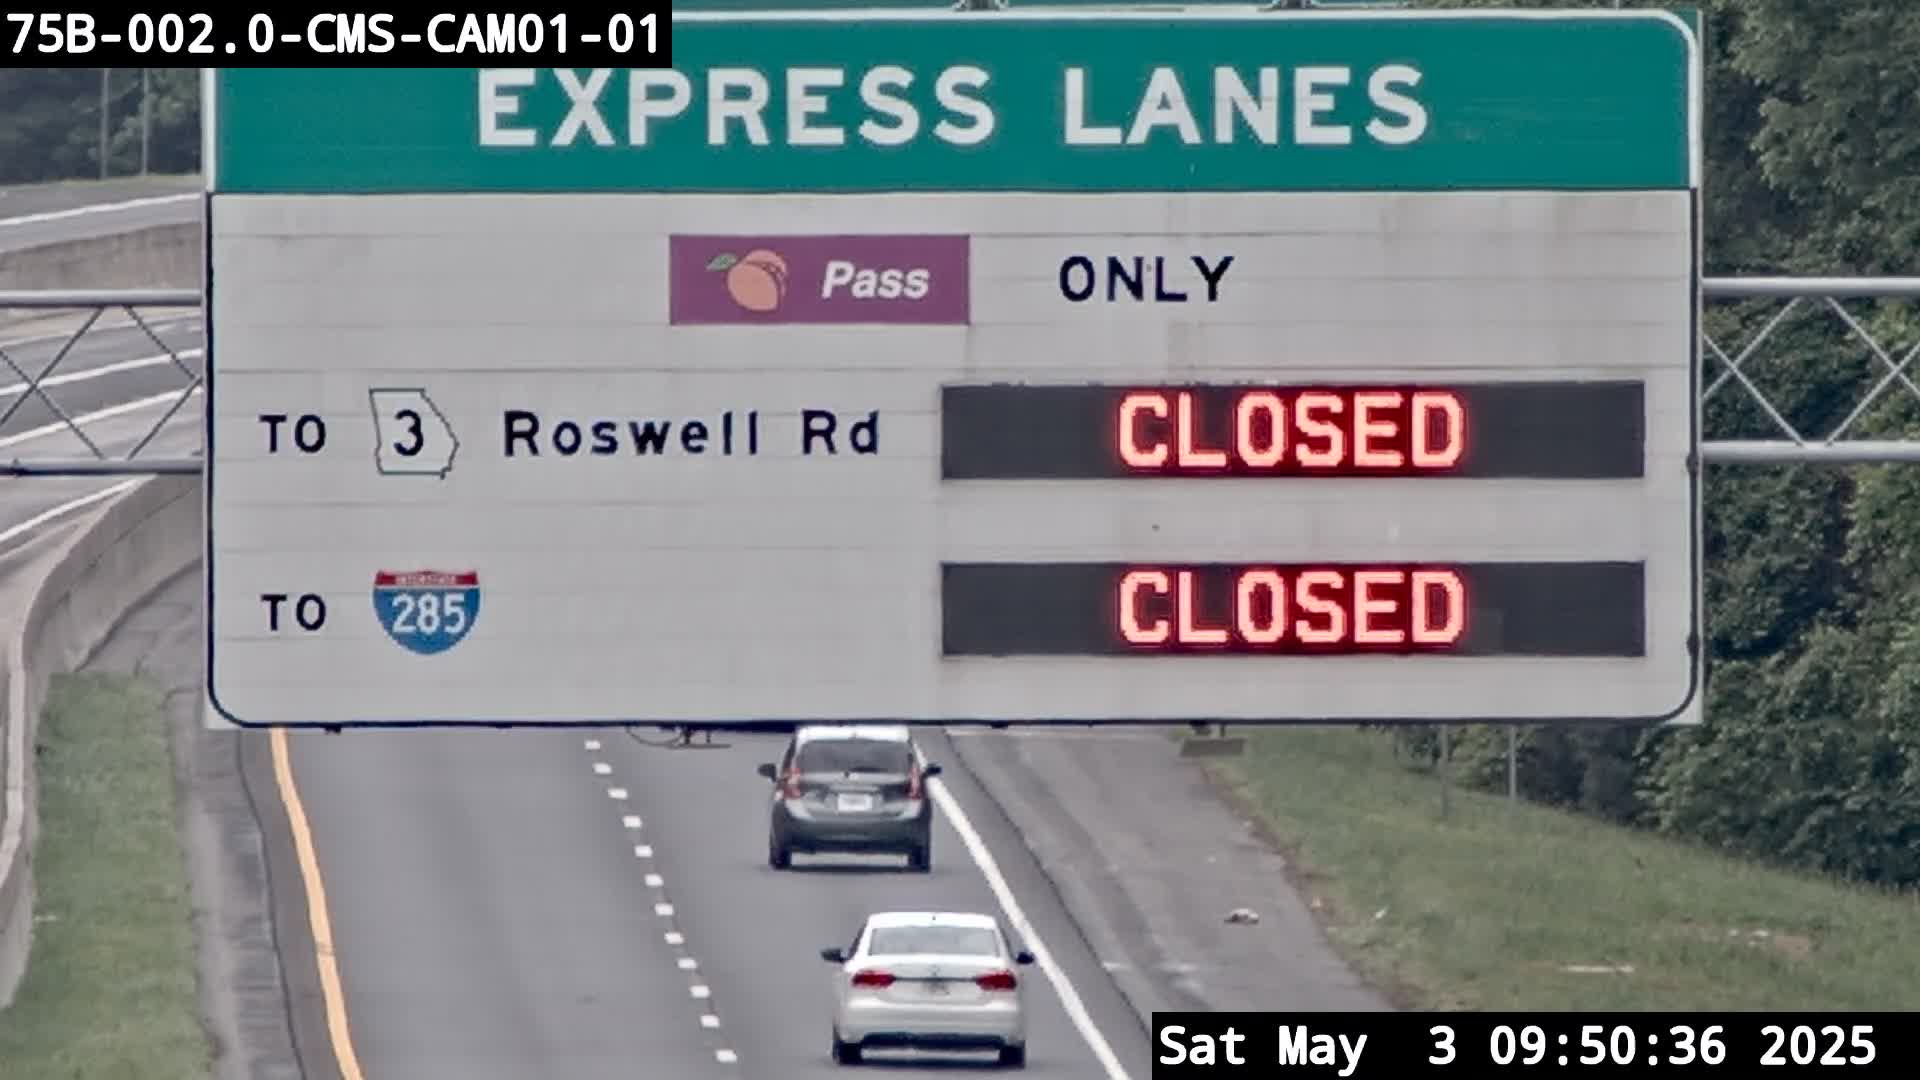 75B-002.0-CMS-CAM01-01
EXPRESS LANES
Pass ONLY
TO 3 Roswell Rd CLOSED
INTERSTATE
TO 285 CLOSED
Sat May 3 09:50:36 2025